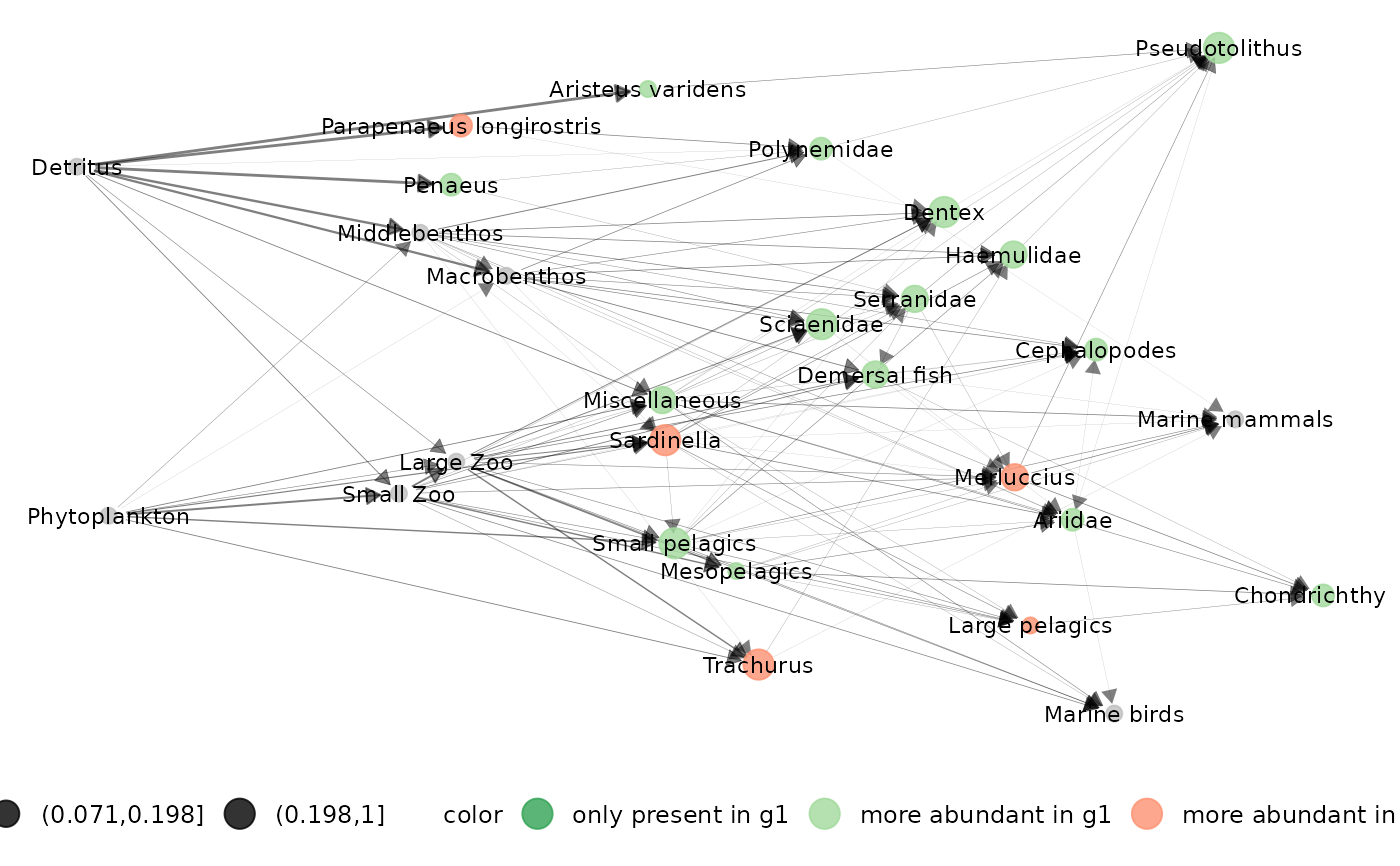 Pseudotolithus
Aristeus varidens
Parapenaeus longirostris
Polynemidae
Detritus
Penaeus
Dentex
Middlebenthos
Haemulidae
Macrobenthos
Serranidae
Sciaenidae
Cephalopodes
Demersal fish
Miscellaneous
Marine mammals
Sardinella
Large Zoo
Merluccius
Small Zoo
Phytoplankton
Ariidae
Small pelagics
Mesopelagics
Chondrichthy
Large pelagics
Trachurus
Marine birds
(0.071,0.198] (0.198,1] color only present in g1 more abundant in g1 more abundant in